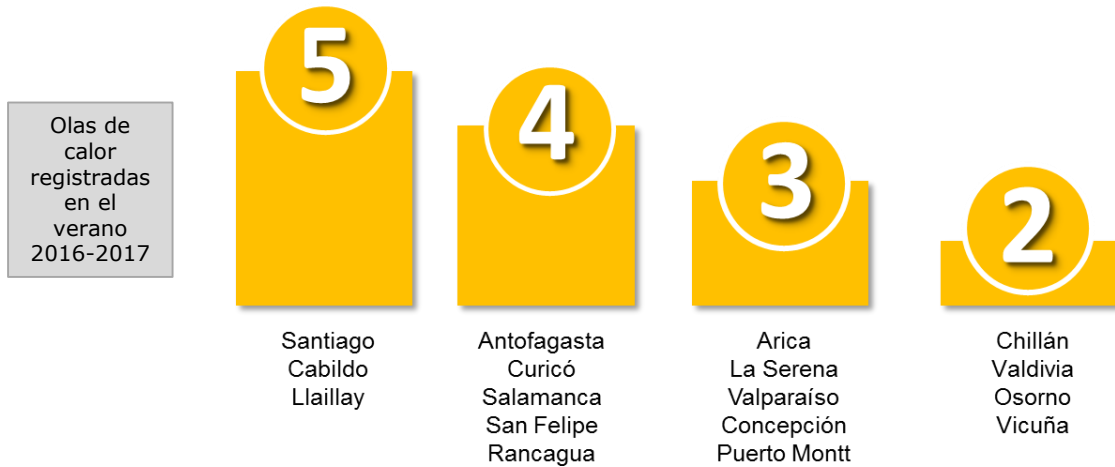 Olas de
calor
registradas
en el
verano
2016-2017
5
Santiago
Cabildo
Llaillay
4
Antofagasta
Curicó
Salamanca
San Felipe
Rancagua
3
Arica
La Serena
Valparaíso
Concepción
Puerto Montt
2
Chillán
Valdivia
Osorno
Vicuña